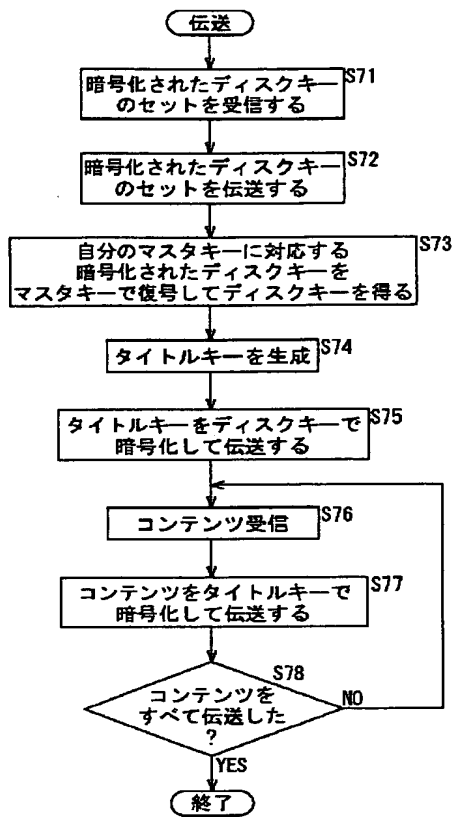 伝送
S71
暗号化されたディスクキー
のセットを受信する
S72
暗号化されたディスクキー
のセットを伝送する
S73
自分のマスタキーに対応する
暗号化されたディスクキーを
マスタキーで復号してディスクキーを得る
S74
タイトルキーを生成
S75
タイトルキーをディスクキーで
暗号化して伝送する
S76
コンテンツ受信
S77
コンテンツをタイトルキーで
暗号化して伝送する
S78
コンテンツを
すべて伝送した
?
NO
YES
終了